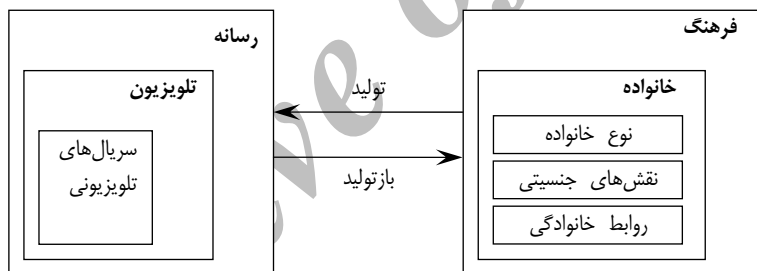 فرهنگ
خانواده
نوع خانواده
نقش‌های جنسیتی
روابط خانوادگی
تولید
بازتولید
رسانه
تلویزیون
سریال‌های
تلویزیونی